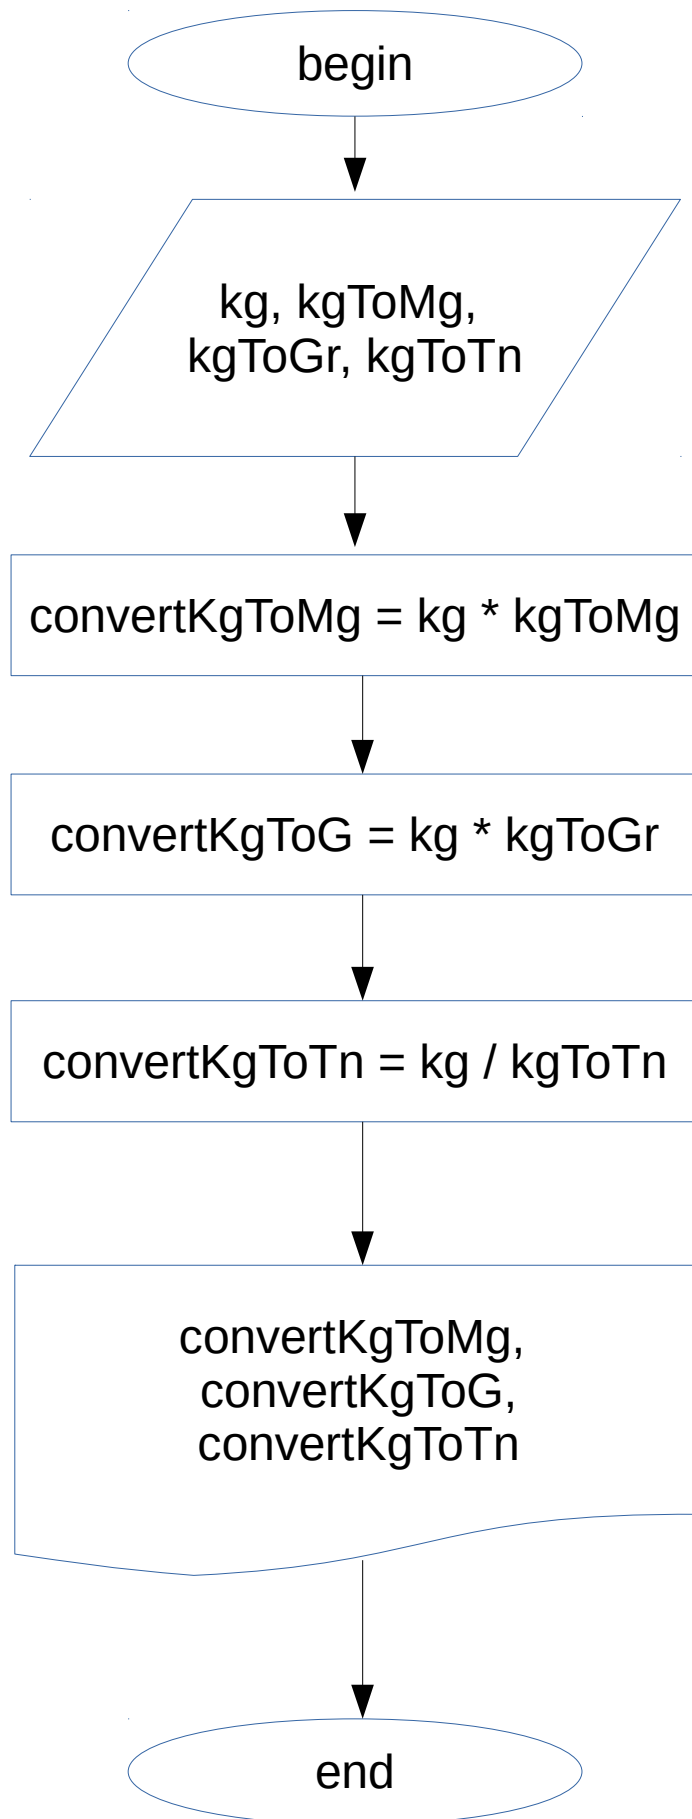 begin
kg, kgToMg,
kgToGr, kgToTn
convertKgToMg = kg * kgToMg
convertKgToG = kg * kgToGr
convertKgToTn = kg / kgToTn
convertKgToMg,
convertKgToG,
convertKgToTn
end